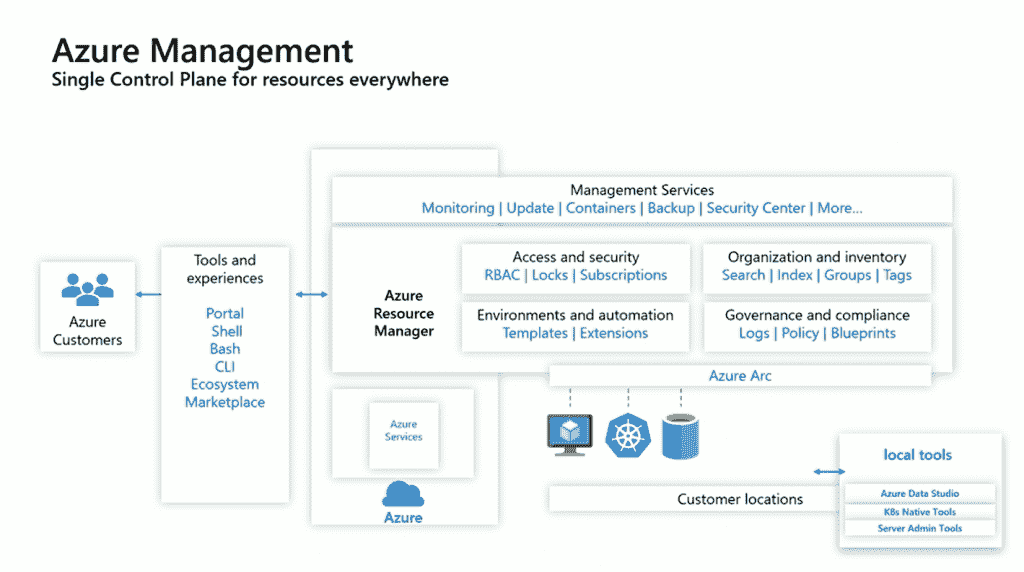 Azure Management
Single Control Plane for resources everywhere
Azure
Customers
Tools and
experiences
Portal
Shell
Bash
CLI
Ecosystem
Marketplace
Management Services
Monitoring | Update | Containers | Backup | Security Center | More...
Azure
Resource
Manager
Access and security
RBAC | Locks | Subscriptions
Organization and inventory
Search | Index | Groups | Tags
Environments and automation
Templates | Extensions
Governance and compliance
Logs | Policy | Blueprints
Azure Arc
Azure
Services
Azure
Customer locations
local tools
Azure Data Studio
K8s Native Tools
Server Admin Tools